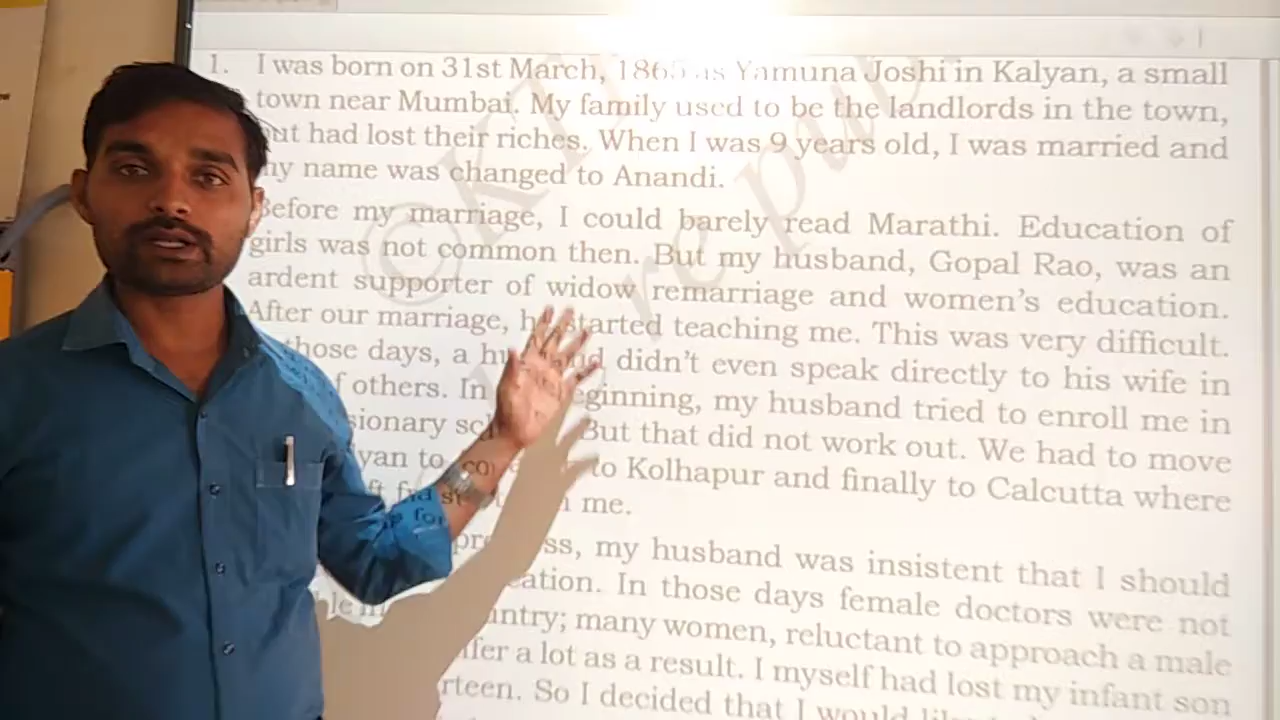 1. I was born on 31st March, 1865 as Yamuna Joshi in Kalyan, a small
town near Mumbai. My family used to be the landlords in the town,
but had lost their riches. When I was 9 years old, I was married and
my name was changed to Anandi.
Before my marriage, I could barely read Marathi. Education of
girls was not common then. But my husband, Gopal Rao, was an
ardent supporter of widow remarriage and women's education.
After our marriage, he started teaching me. This was very difficult.
those days, a husband didn't even speak directly to his wife in
of others. In beginning, my husband tried to enroll me in
But that did not work out. We had to move
to to Kolhapur and finally to Calcutta where
me.
my husband was insistent that I should
In those days female doctors were not
many women, reluctant to approach a male
a lot as a result. I myself had lost my infant son
So I decided that I would